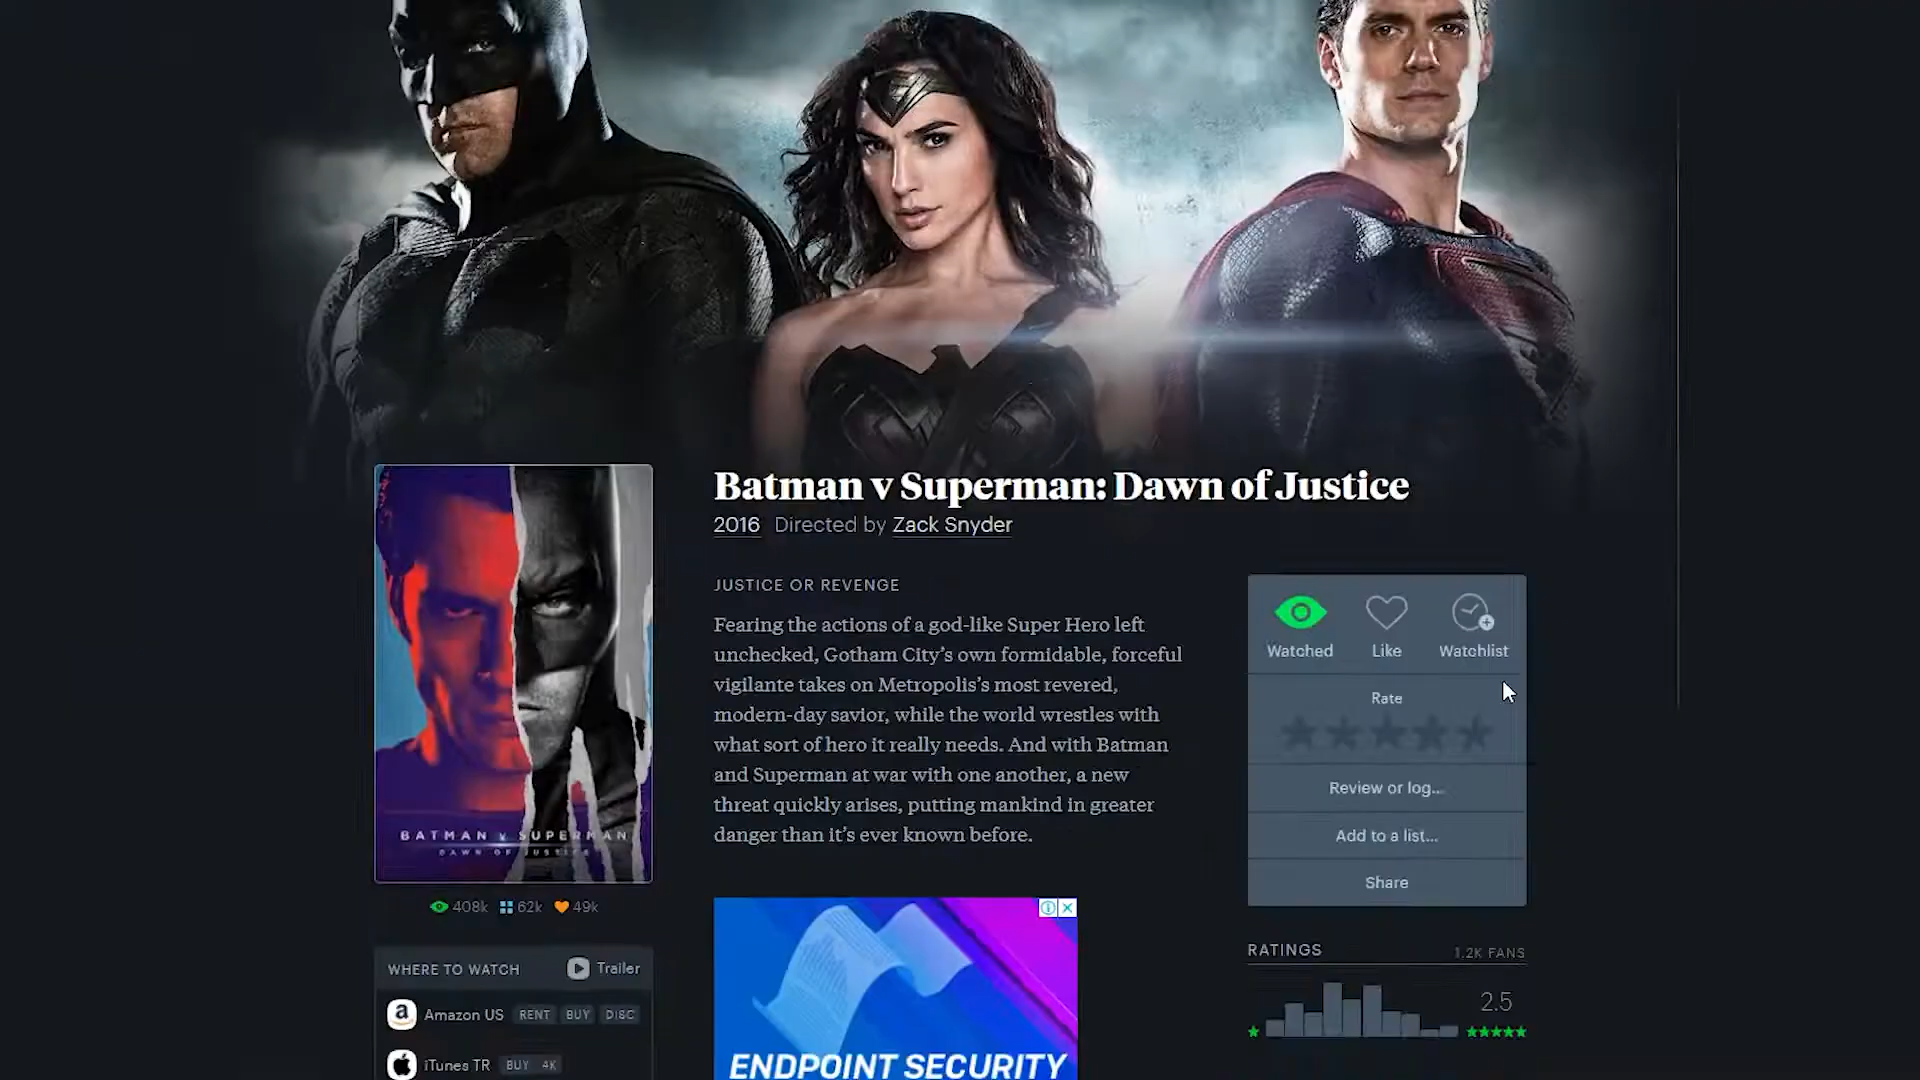 Batman v Superman: Dawn of Justice
2016 Directed by Zack Snyder
JUSTICE OR REVENGE
Fearing the actions of a god-like Super Hero left
unchecked, Gotham City’s own formidable, forceful
vigilante takes on Metropolis’s most revered,
modern-day savior, while the world wrestles with
what sort of hero it really needs. And with Batman
and Superman at war with one another, a new
threat quickly arises, putting mankind in greater
danger than it’s ever known before.
Watched Like Watchlist
Rate
Review or log...
Add to a list...
Share
BATMAN v SUPERMAN
DAWN OF JUSTICE
408k 62k 49k
WHERE TO WATCH Trailer
Amazon US RENT BUY DISC
iTunes TR BUY 4K
ENDPOINT SECURITY
RATINGS 1.2K FANS
2.5